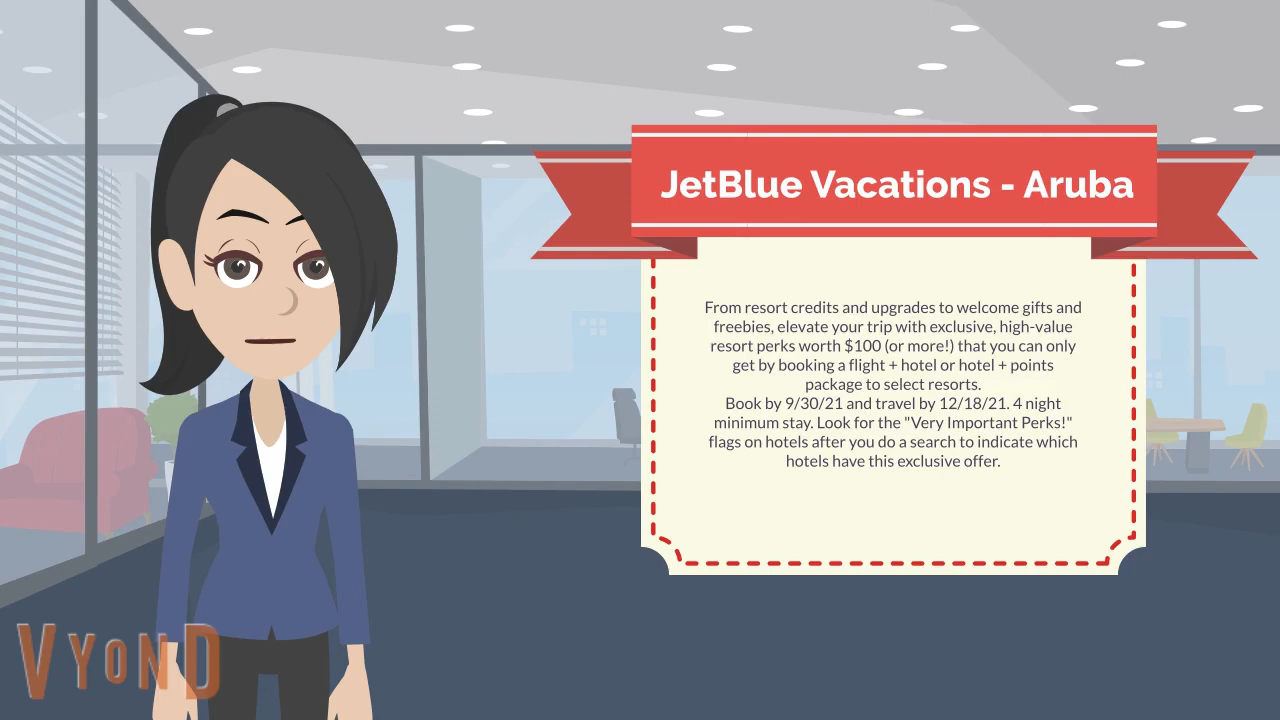 JetBlue Vacations - Aruba
From resort credits and upgrades to welcome gifts and
freebies, elevate your trip with exclusive, high-value
resort perks worth $100 (or more!) that you can only
get by booking a flight + hotel or hotel + points
package to select resorts.
Book by 9/30/21 and travel by 12/18/21. 4 night
minimum stay. Look for the "Very Important Perks!"
flags on hotels after you do a search to indicate which
hotels have this exclusive offer.
VYOND